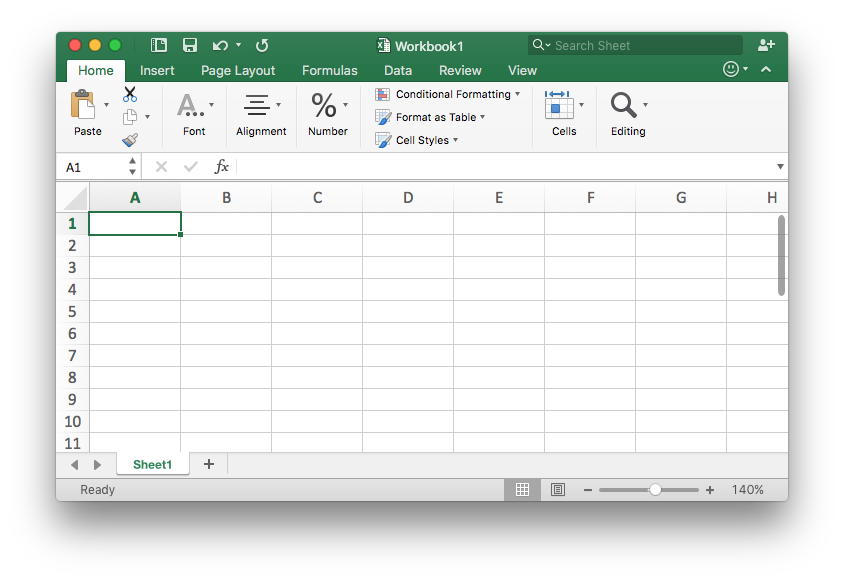 Workbook1
Search Sheet
Home Insert Page Layout Formulas Data Review View
Paste
Font
Alignment
%
Number
Conditional Formatting
Format as Table
Cell Styles
Cells
Editing
A1 fx
A B C D E F G H
1
2
3
4
5
6
7
8
9
10
11
Sheet1 +
Ready 140%